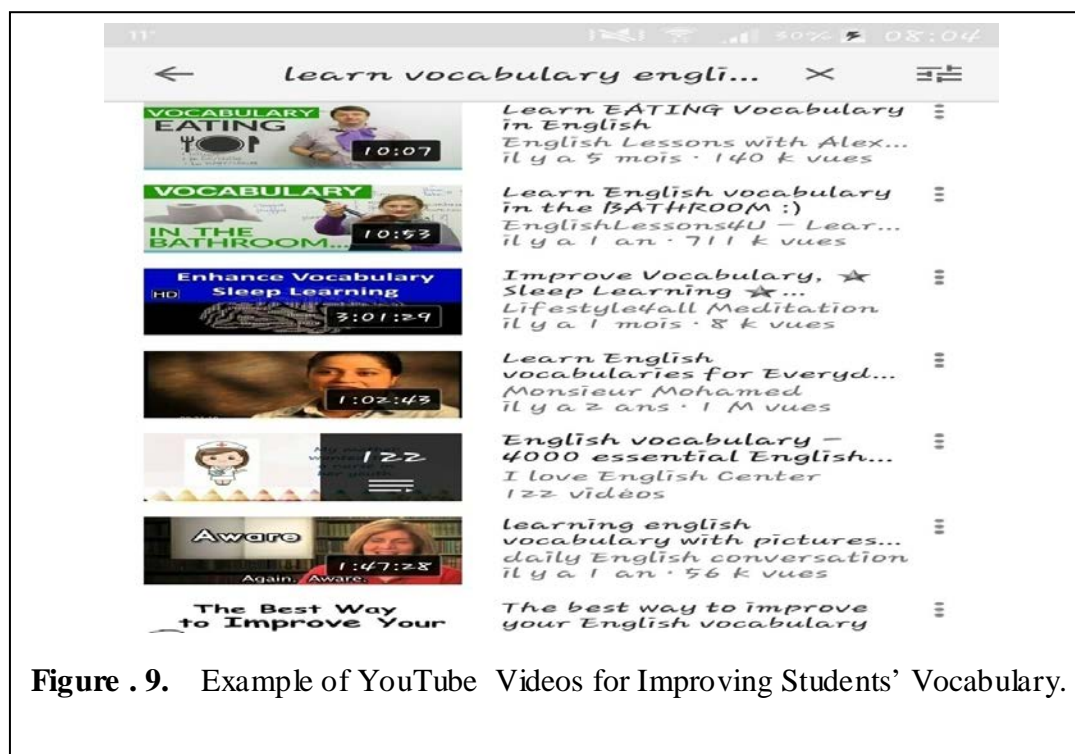 11°
30% 08:04
← learn vocabulary engli... ×
VOCABULARY
EATING
10:07
Learn EATING Vocabulary
in English
English Lessons with Alex...
il y a 5 mois · 140 k vues
VOCABULARY
IN THE
BATHROOM...
10:53
Learn English vocabulary
in the BATHROOM :)
EnglishLessons4U – Lear...
il y a 1 an · 711 k vues
Enhance Vocabulary
Sleep Learning
HD
3:01:29
Improve Vocabulary, ★
Sleep Learning ★...
Lifestyle4all Meditation
il y a 1 mois · 8 k vues
1:02:43
Learn English
vocabularies for Everyd...
Monsieur Mohamed
il y a 2 ans · 1 M vues
122
English vocabulary –
4000 essential English...
I love English Center
122 vidéos
Aware
Again. Aware.
1:47:28
learning english
vocabulary with pictures...
daily English conversation
il y a 1 an · 56 k vues
The Best Way
to Improve Your
The best way to improve
your English vocabulary
Figure . 9. Example of YouTube Videos for Improving Students’ Vocabulary.